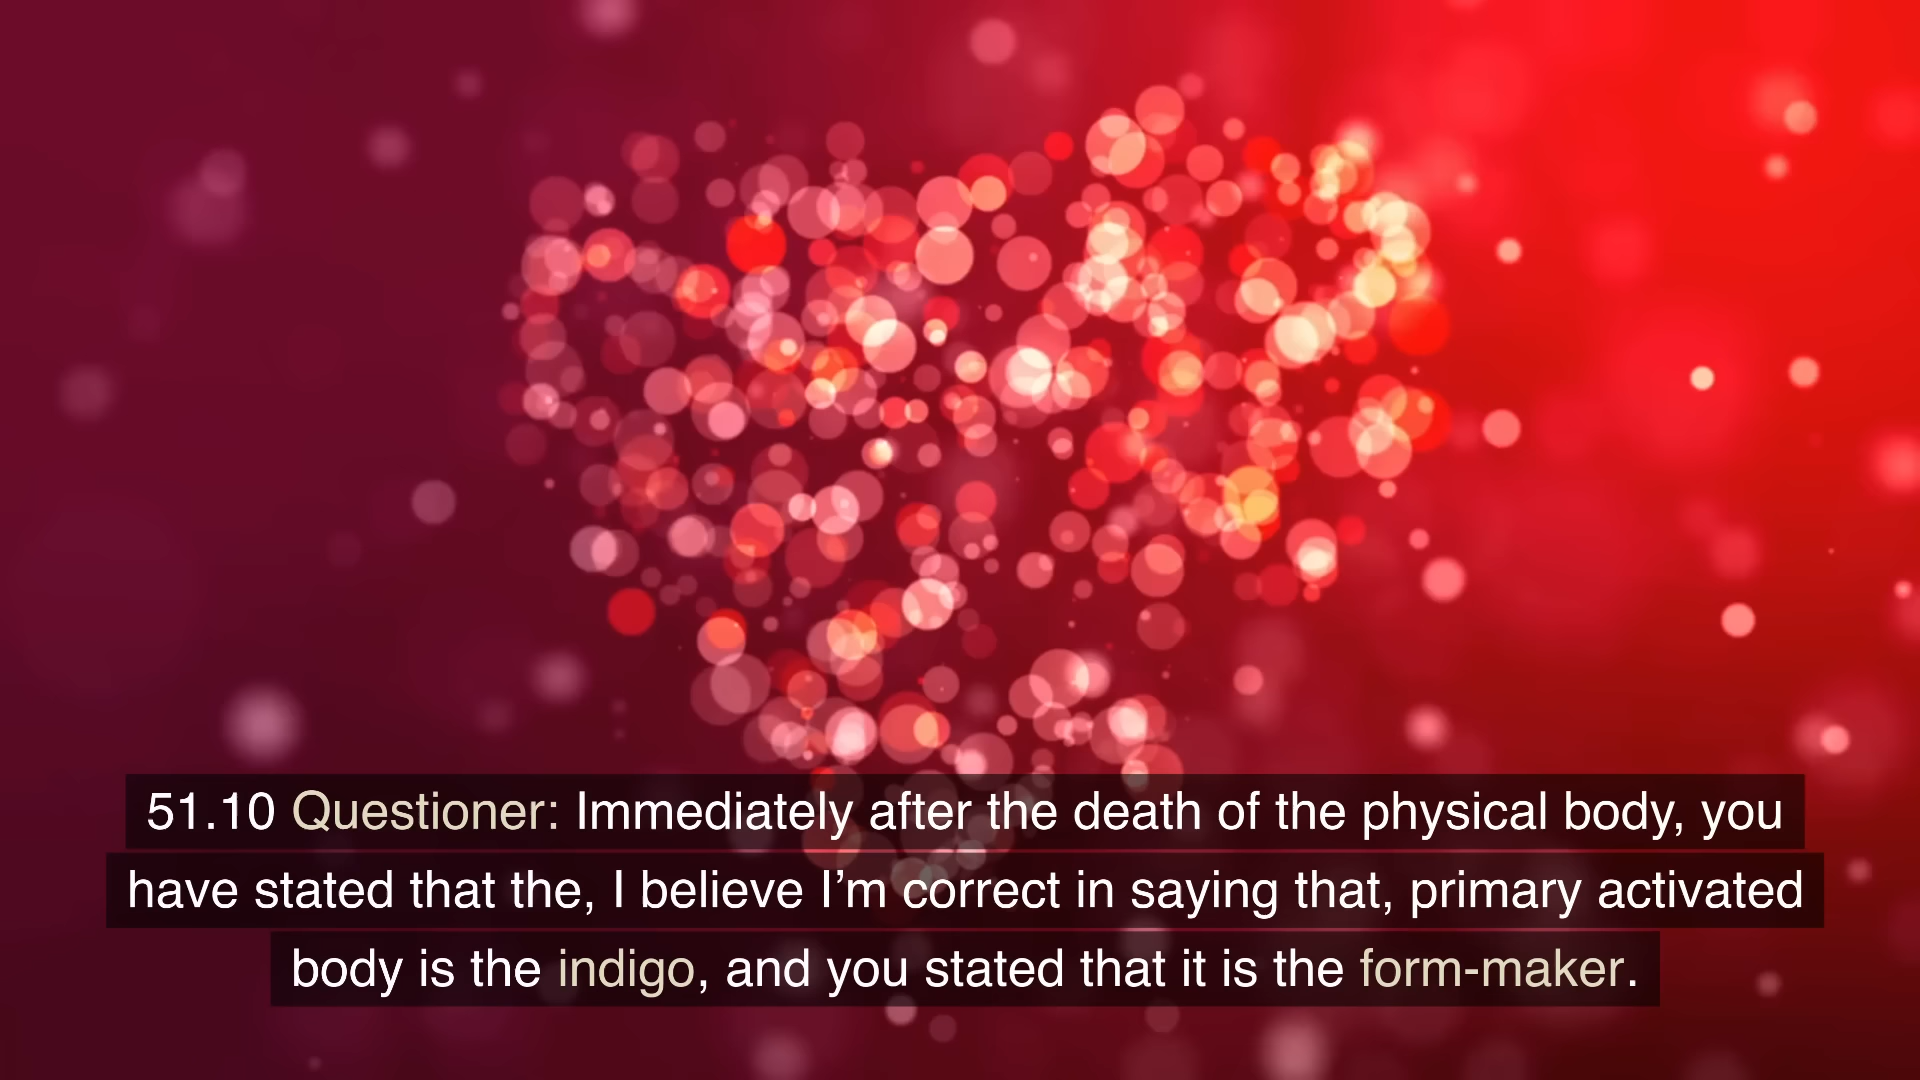 51.10 Questioner: Immediately after the death of the physical body, you
have stated that the, I believe I’m correct in saying that, primary activated
body is the indigo, and you stated that it is the form-maker.